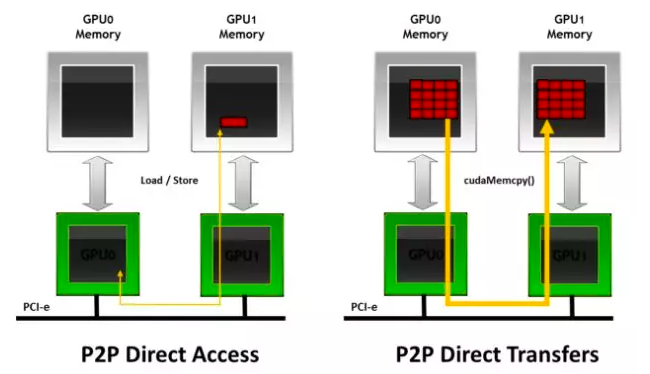 GPU0
Memory
GPU1
Memory
Load / Store
GPU0
GPU1
PCI-e
P2P Direct Access
GPU0
Memory
GPU1
Memory
cudaMemcpy()
GPU0
GPU1
PCI-e
P2P Direct Transfers